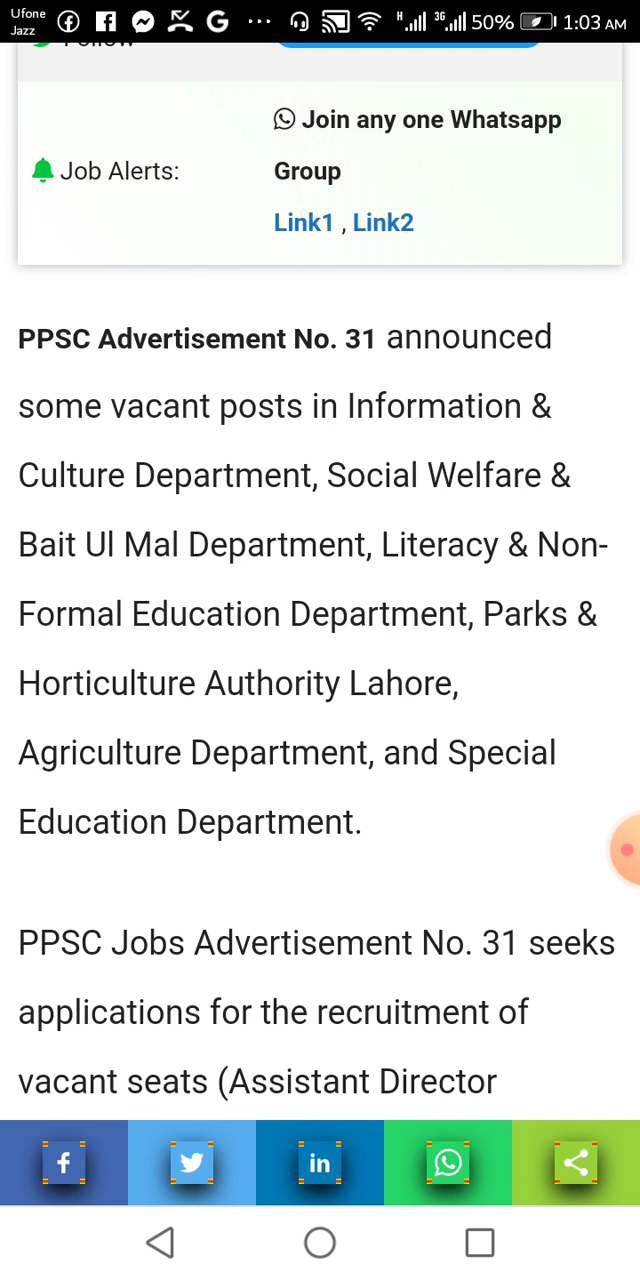 Ufone
Jazz
H 3G 50% 1:03 AM
Follow
Join any one Whatsapp
Job Alerts: Group
Link1 , Link2
PPSC Advertisement No. 31 announced
some vacant posts in Information &
Culture Department, Social Welfare &
Bait Ul Mal Department, Literacy & Non-
Formal Education Department, Parks &
Horticulture Authority Lahore,
Agriculture Department, and Special
Education Department.
PPSC Jobs Advertisement No. 31 seeks
applications for the recruitment of
vacant seats (Assistant Director